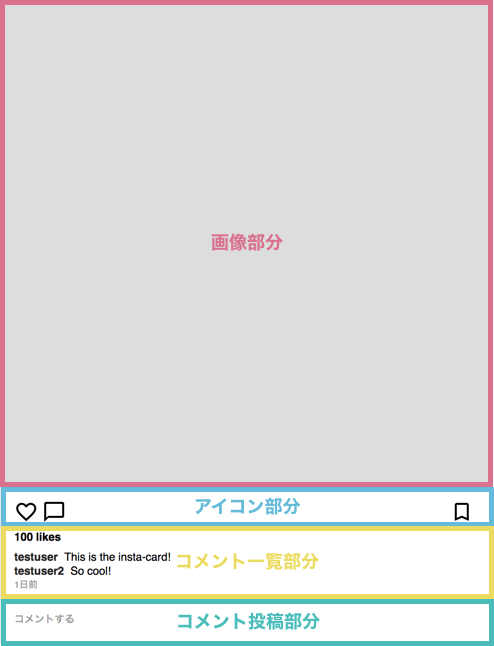 画像部分
アイコン部分
100 likes
testuser This is the insta-card!
コメント一覧部分
testuser2 So cool!
1日前
コメントする
コメント投稿部分